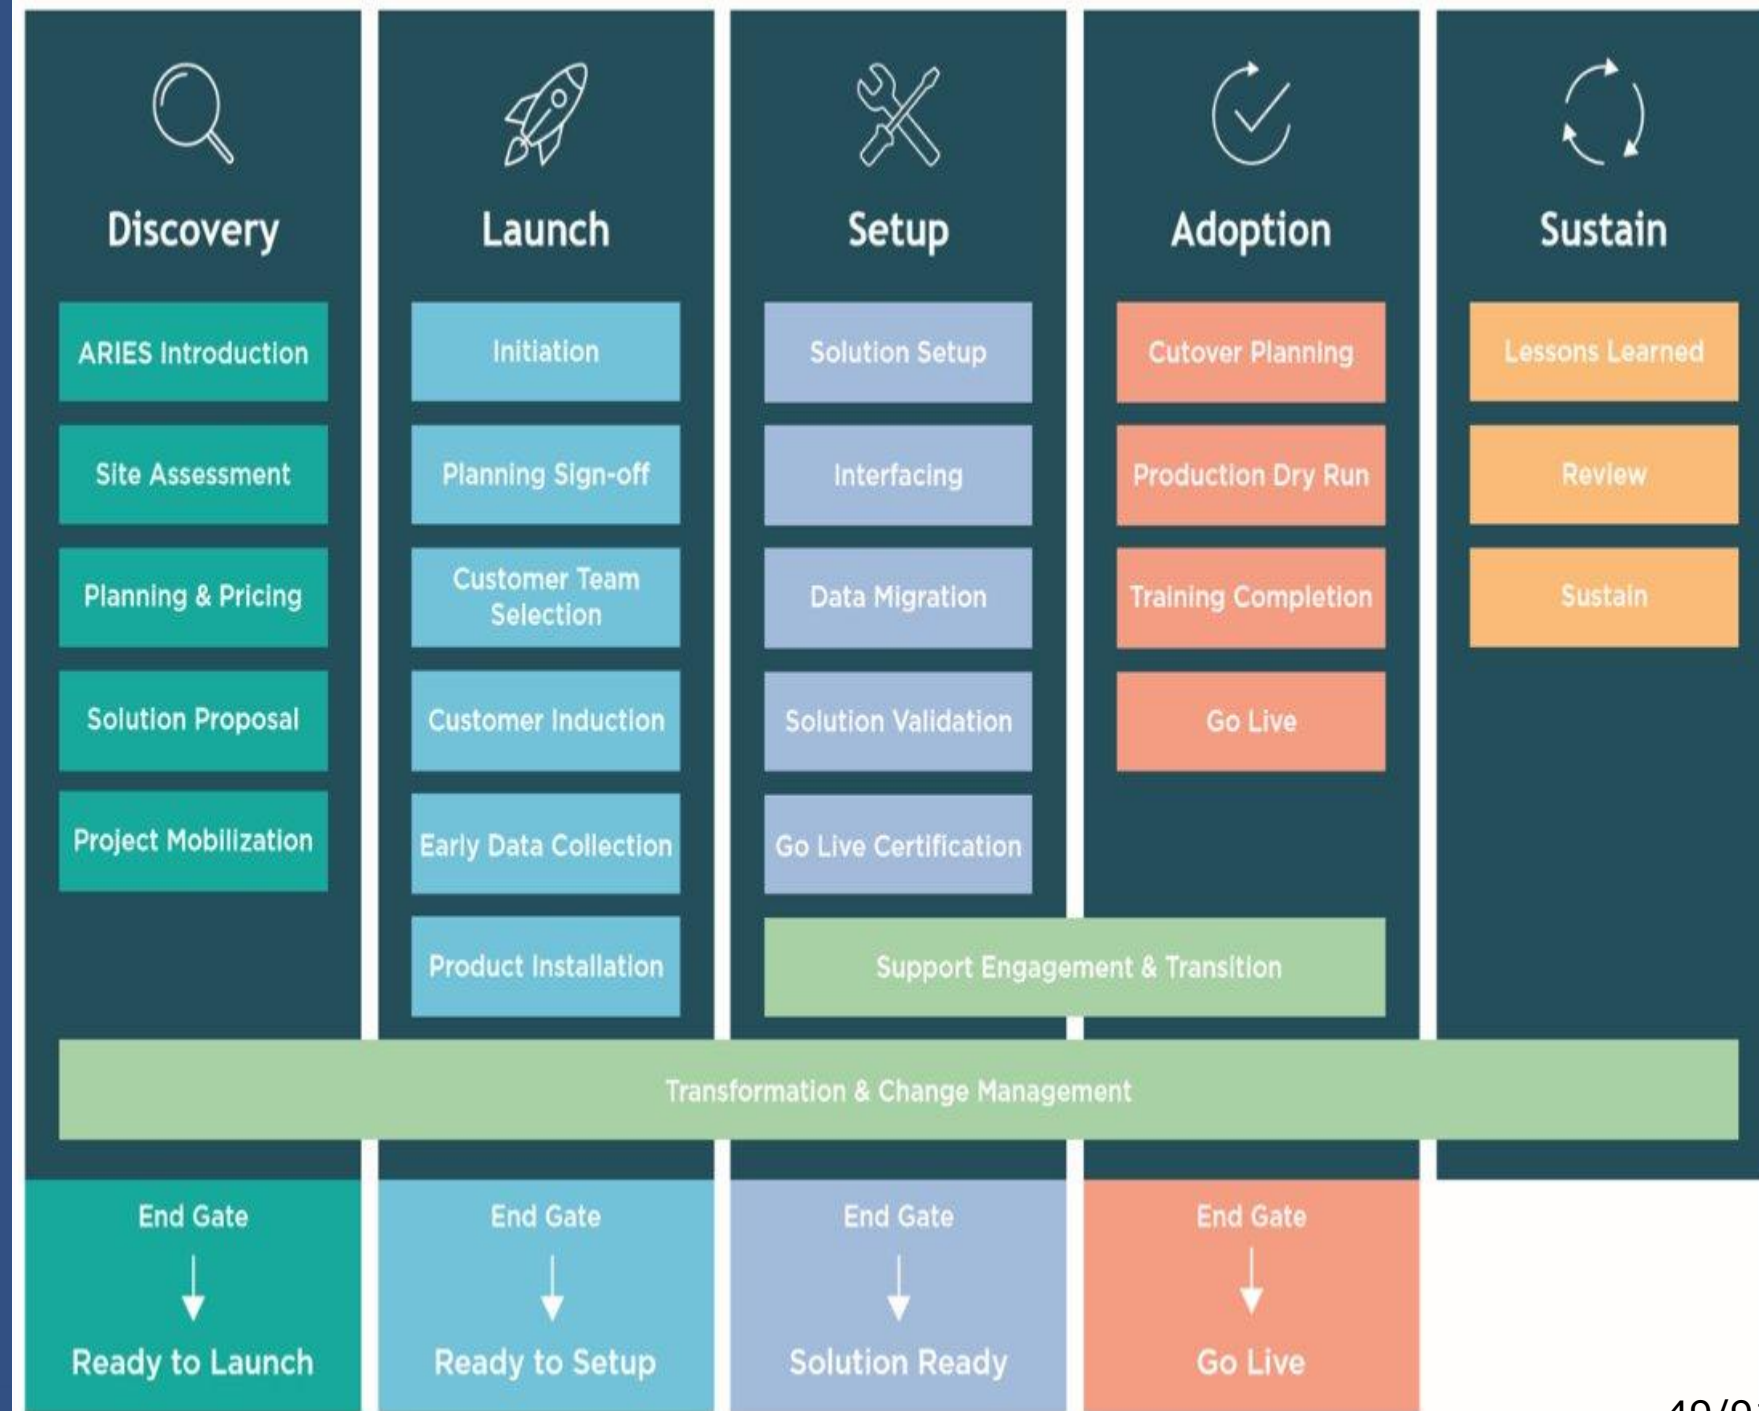 Discovery
ARIES Introduction
Site Assessment
Planning & Pricing
Solution Proposal
Project Mobilization
Launch
Initiation
Planning Sign-off
Customer Team
Selection
Customer Induction
Early Data Collection
Product Installation
Setup
Solution Setup
Interfacing
Data Migration
Solution Validation
Go Live Certification
Adoption
Cutover Planning
Production Dry Run
Training Completion
Go Live
Sustain
Lessons Learned
Review
Sustain
Support Engagement & Transition
Transformation & Change Management
End Gate
Ready to Launch
End Gate
Ready to Setup
End Gate
Solution Ready
End Gate
Go Live